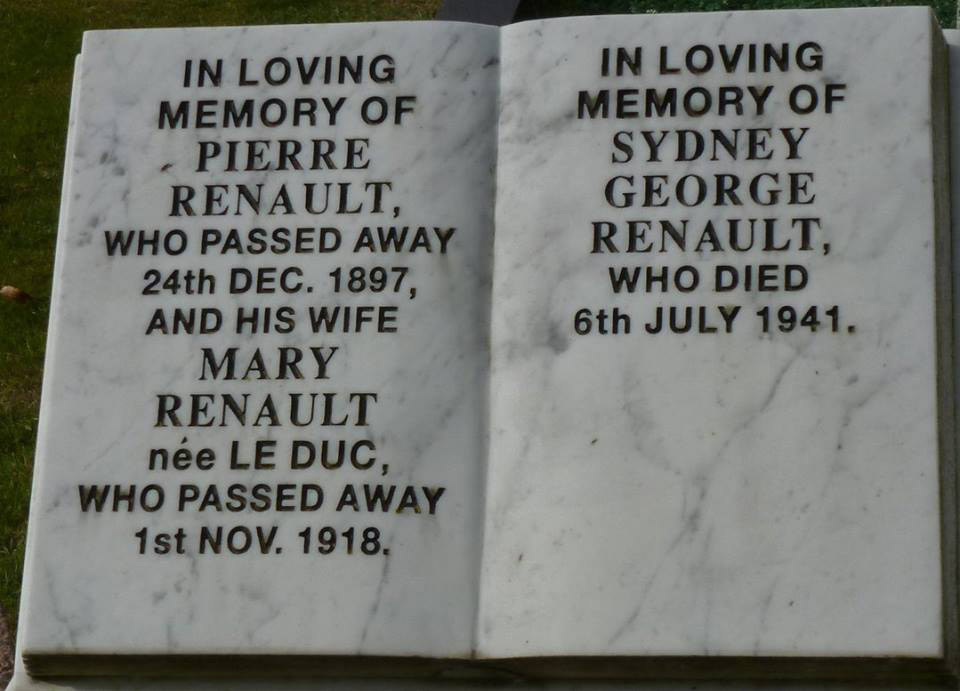 IN LOVING
MEMORY OF
PIERRE
RENAULT,
WHO PASSED AWAY
24th DEC. 1897,
AND HIS WIFE
MARY
RENAULT
née LE DUC,
WHO PASSED AWAY
1st NOV. 1918.
IN LOVING
MEMORY OF
SYDNEY
GEORGE
RENAULT,
WHO DIED
6th JULY 1941.